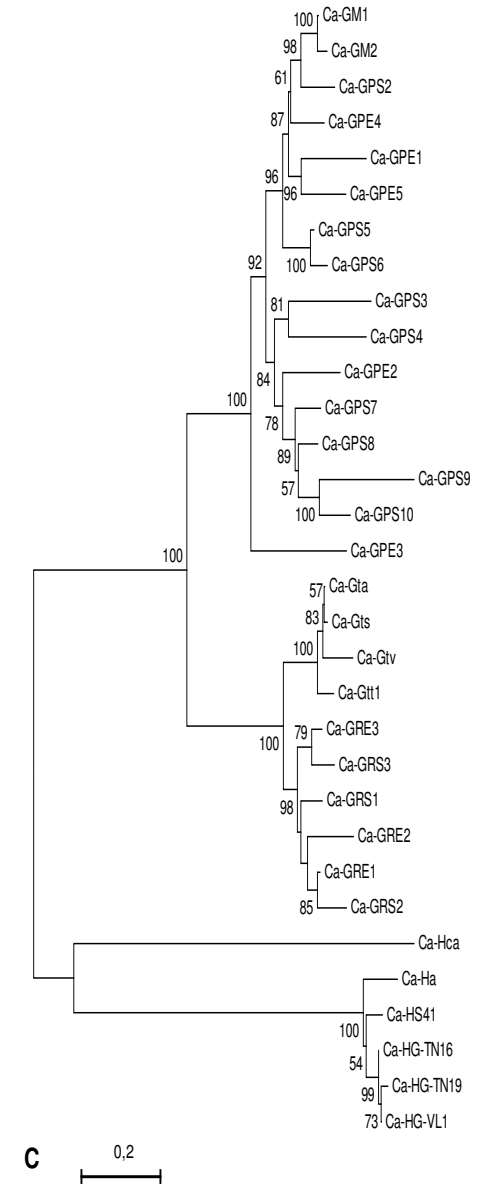 100 Ca-GM1
98 Ca-GM2
61 Ca-GPS2
87 Ca-GPE4
Ca-GPE1
96 96 Ca-GPE5
Ca-GPS5
100 Ca-GPS6
92
81 Ca-GPS3
Ca-GPS4
84 Ca-GPE2
78 Ca-GPS7
100
89 Ca-GPS8
57 Ca-GPS9
100 Ca-GPS10
Ca-GPE3
100
57 Ca-Gta
83 Ca-Gts
100 Ca-Gtv
Ca-Gtt1
100 79 Ca-GRE3
Ca-GRS3
98 Ca-GRS1
Ca-GRE2
Ca-GRE1
85 Ca-GRS2
Ca-Hca
Ca-Ha
100 Ca-HS41
54 Ca-HG-TN16
99 Ca-HG-TN19
73 Ca-HG-VL1
C 0,2